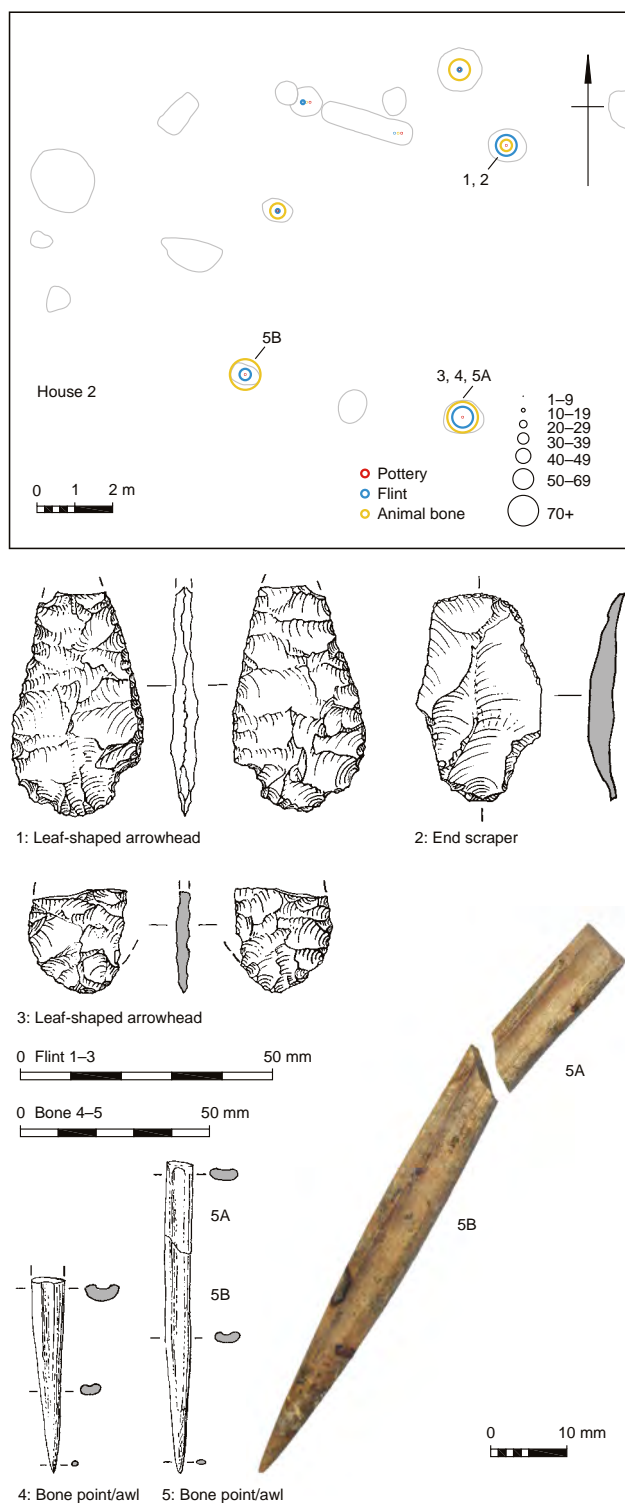 1, 2
5B
House 2
3, 4, 5A
0 1 2 m
Pottery
Flint
Animal bone
1–9
10–19
20–29
30–39
40–49
50–69
70+
1: Leaf-shaped arrowhead
2: End scraper
3: Leaf-shaped arrowhead
0 Flint 1–3 50 mm
0 Bone 4–5 50 mm
5A
5B
5A
5B
0 10 mm
4: Bone point/awl
5: Bone point/awl